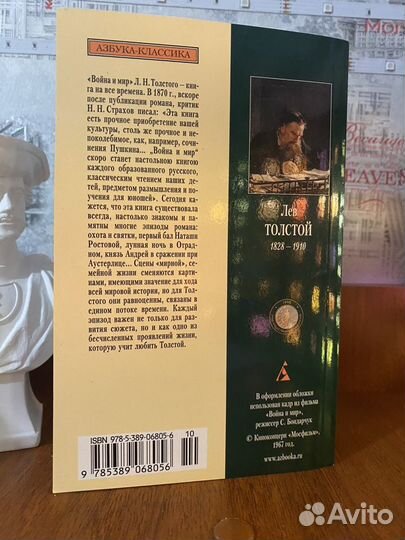 АЗБУКА-КЛАССИКА
«Война и мир» Л. Н. Толстого — кни-
га на все времена. В 1870 г., вскоре
после публикации романа, критик
Н. Н. Страхов писал: «Эта книга
есть прочное приобретение нашей
культуры, столь же прочное и не-
поколебимое, как, например, сочи-
нения Пушкина... „Война и мир“
скоро станет настольною книгою
каждого образованного русского,
классическим чтением наших де-
тей, предметом размышления и по-
учения для юношей». Сегодня ка-
жется, что эта книга существовала
всегда, настолько знакомы и па-
мятны многие эпизоды романа:
охота и святки, первый бал Наташи
Ростовой, лунная ночь в Отрад-
ном, князь Андрей в сражении при
Аустерлице... Сцены «мирной», се-
мейной жизни сменяются карти-
нами, имеющими значение для хода
всей мировой истории, но для Тол-
стого они равноценны, связаны в
едином потоке времени. Каждый
эпизод важен не только для раз-
вития сюжета, но и как одно из
бесчисленных проявлений жизни,
которую учит любить Толстой.
Лев
ТОЛСТОЙ
1828 – 1910
В оформлении обложки
использован кадр из фильма
«Война и мир»,
режиссер С. Бондарчук
© Киноконцерн «Мосфильм»,
1967 год.
www.azbooka.ru
ISBN 978-5-389-06805-6
10
9 785389 068056
HEAVEN
Avito